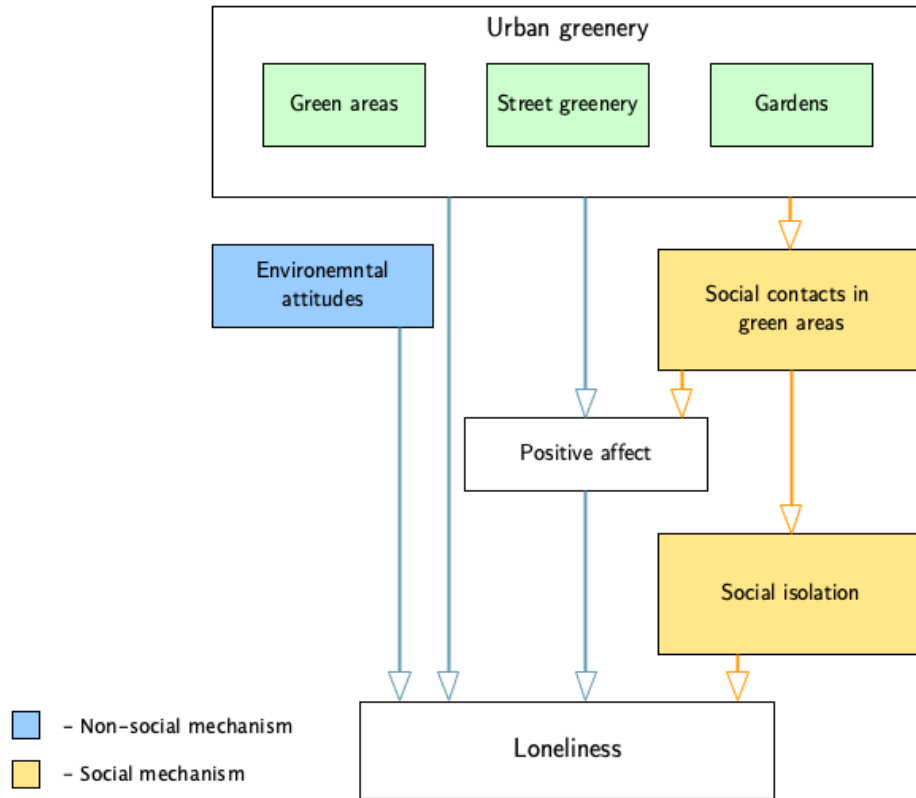 Urban greenery
Green areas
Street greenery
Gardens
Environemntal
attitudes
Social contacts in
green areas
Positive affect
Social isolation
Loneliness
– Non-social mechanism
– Social mechanism